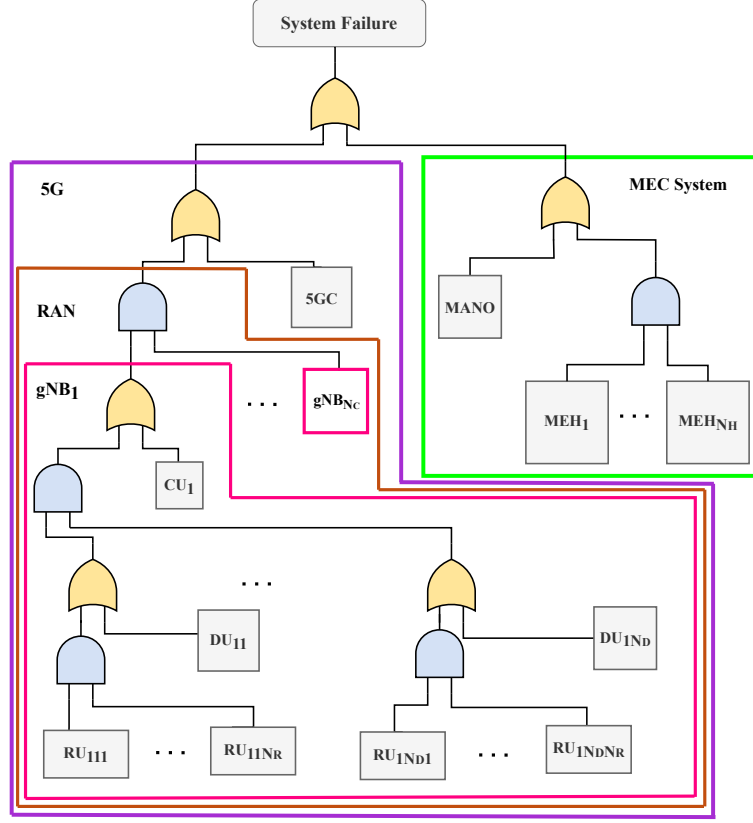 System Failure
5G
MEC System
5GC
MANO
RAN
gNB1
. . .
gNBNC
MEH1
. . .
MEHNH
CU1
. . .
DU11
DU1ND
RU111
. . .
RU11NR
RU1ND1
. . .
RU1NDNR